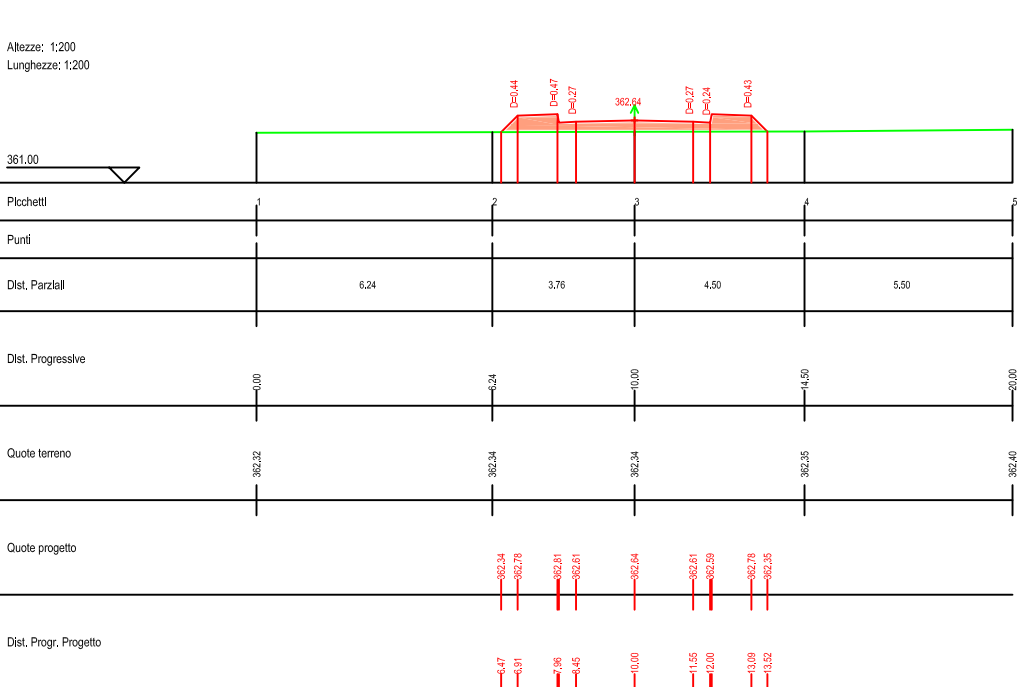 Altezze: 1:200
Lunghezze: 1:200
D=0.44 D=0.47 D=0.27 362.64 D=0.27 D=0.24 D=0.43
361.00
Picchetti 1 2 3 4 5
Punti
Dist. Parziali 6.24 3.76 4.50 5.50
Dist. Progressive 0.00 6.24 10.00 14.50 20.00
Quote terreno 362.32 362.34 362.34 362.35 362.40
Quote progetto 362.34 362.78 362.81 362.61 362.64 362.61 362.59 362.78 362.35
Dist. Progr. Progetto 6.47 6.91 7.96 8.45 10.00 11.55 12.00 13.09 13.52